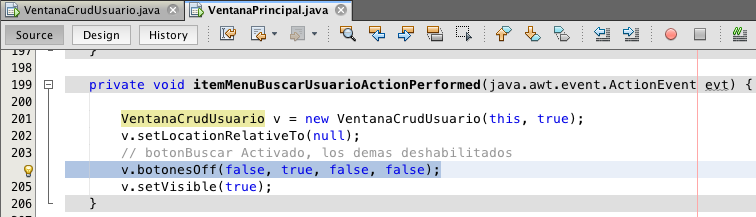 VentanaCrudUsuario.java VentanaPrincipal.java
Source Design History
197 }
198
199 private void itemMenuBuscarUsuarioActionPerformed(java.awt.event.ActionEvent evt) {
200
201 VentanaCrudUsuario v = new VentanaCrudUsuario(this, true);
202 v.setLocationRelativeTo(null);
203 // botonBuscar Activado, los demas deshabilitados
v.botonesOff(false, true, false, false);
205 v.setVisible(true);
206 }